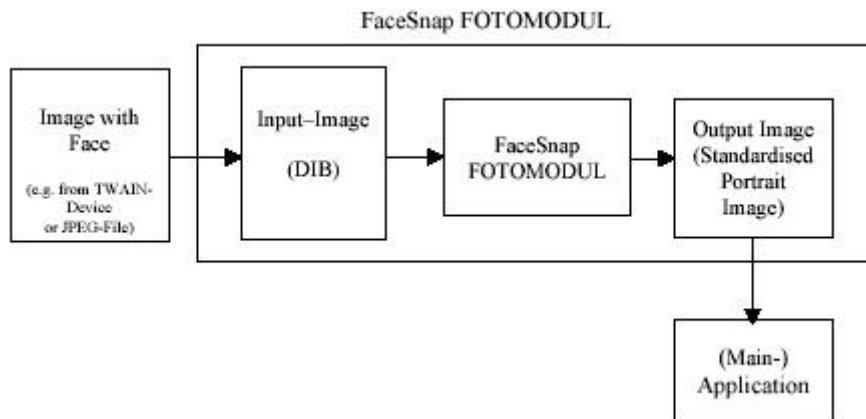 FaceSnap FOTOMODUL
Image with
Face
(e.g. from TWAIN-
Device
or JPEG-File)
Input–Image
(DIB)
FaceSnap
FOTOMODUL
Output Image
(Standardised
Portrait
Image)
(Main-)
Application